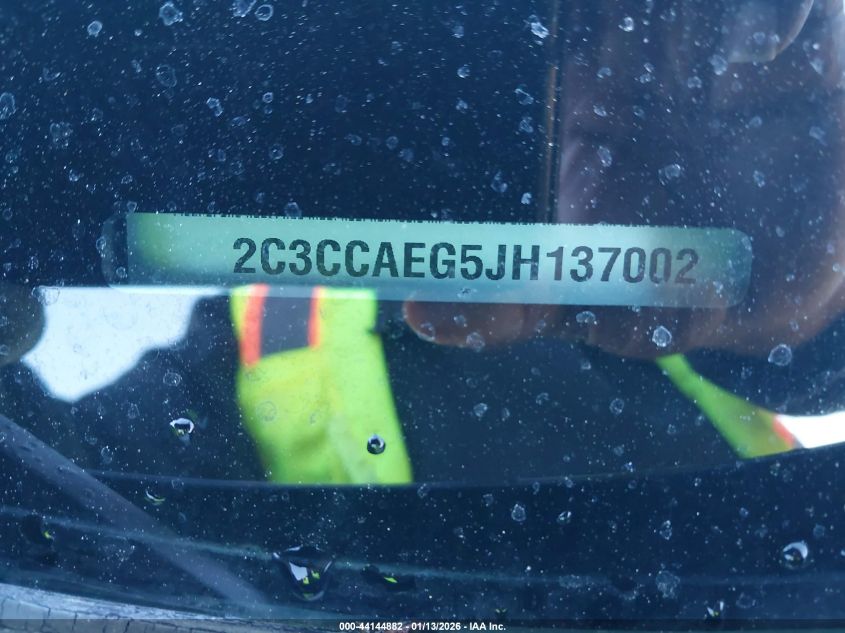 2C3CCAEG5JH137002
000-44144882 - 01/13/2026 - IAA Inc.